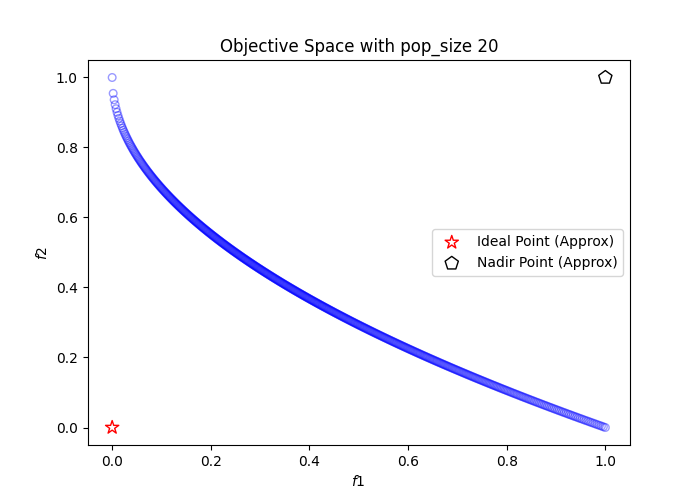 Objective Space with pop_size 20
1.0
0.8
0.6
0.4
0.2
0.0
f2
Ideal Point (Approx)
Nadir Point (Approx)
0.0 0.2 0.4 0.6 0.8 1.0
f1